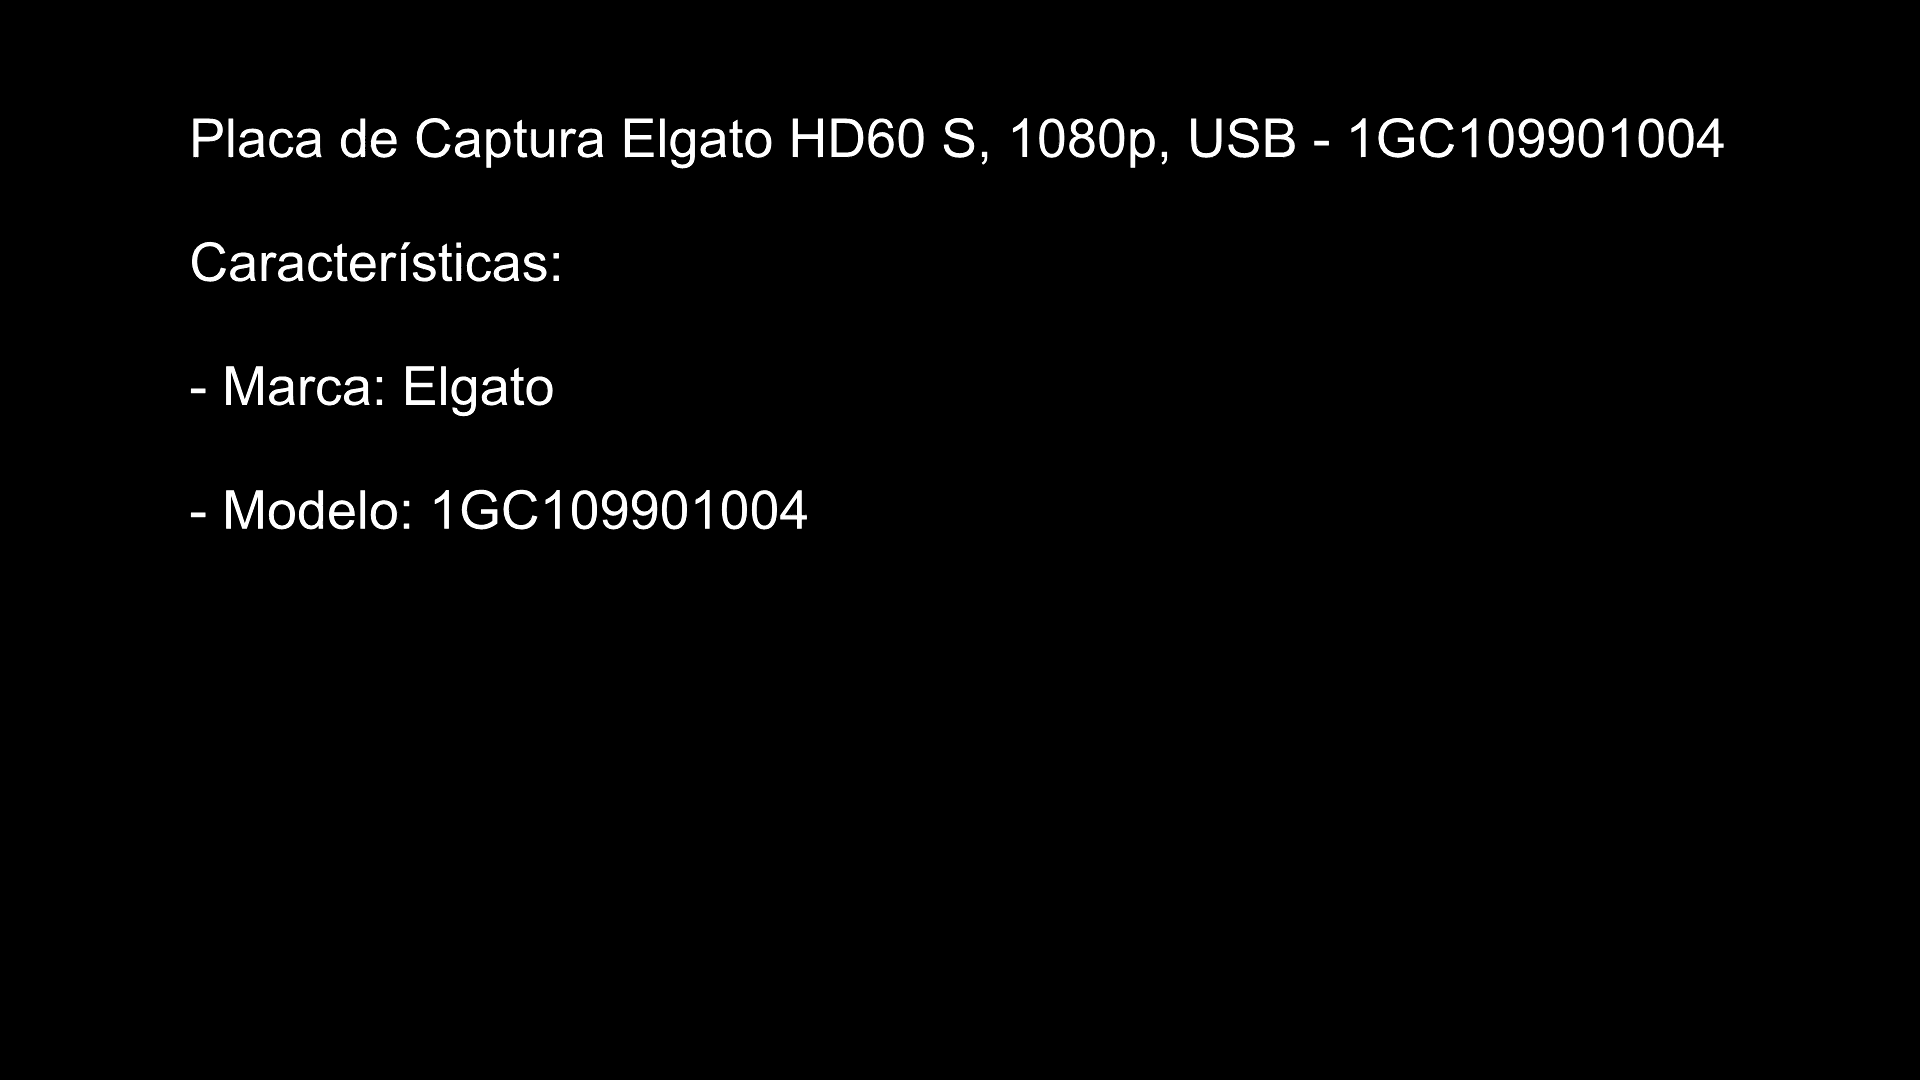 Placa de Captura Elgato HD60 S, 1080p, USB - 1GC109901004
Características:
- Marca: Elgato
- Modelo: 1GC109901004